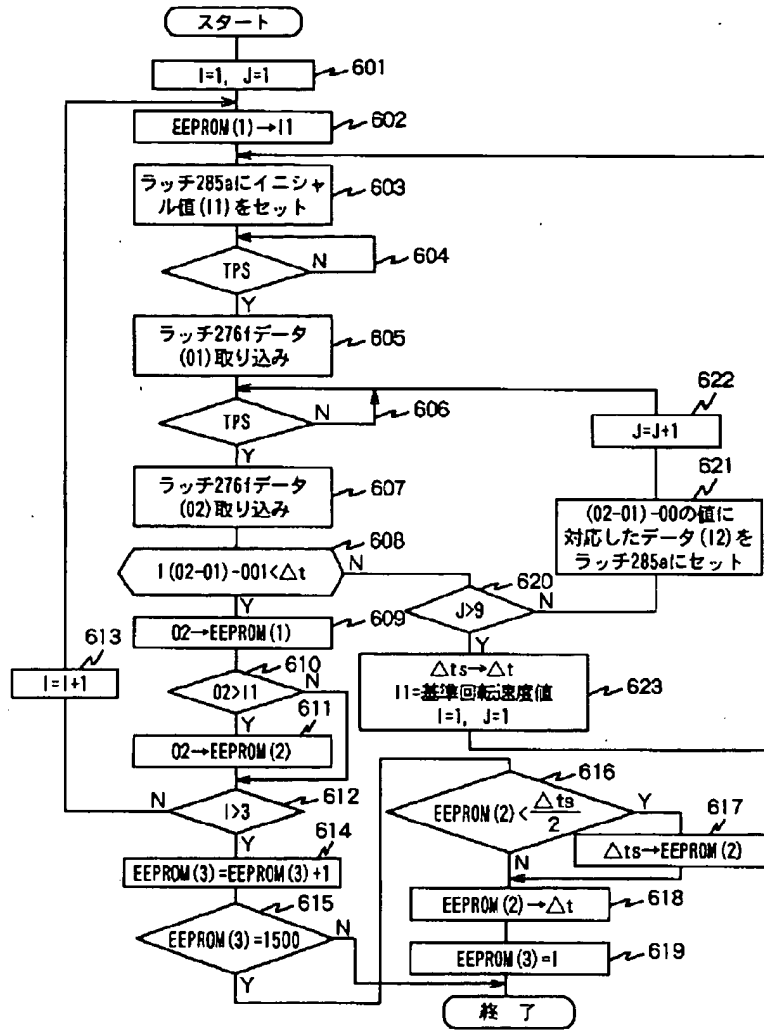 スタート
I=1, J=1
601
EEPROM(1)→I1
602
ラッチ285aにイニシャ
ル値(I1)をセット
603
TPS
N
604
Y
ラッチ276fデータ
(01)取り込み
605
TPS
N
606
Y
622
J=J+1
ラッチ276fデータ
(02)取り込み
607
621
(02-01)-00の値に
対応したデータ(I2)を
ラッチ285aにセット
608
I(02-01)-001<△t
N
Y
620
J>9
N
Y
02→EEPROM(1)
609
613
I=I+1
610
02>I1
N
Y
611
02→EEPROM(2)
△ts→△t
I1=基準回転速度値
I=1, J=1
623
N
I>3
612
Y
616
EEPROM(2)<△ts/2
Y
N
617
△ts→EEPROM(2)
614
EEPROM(3)=EEPROM(3)+1
615
EEPROM(3)=1500
N
Y
EEPROM(2)→△t
618
EEPROM(3)=I
619
終 了